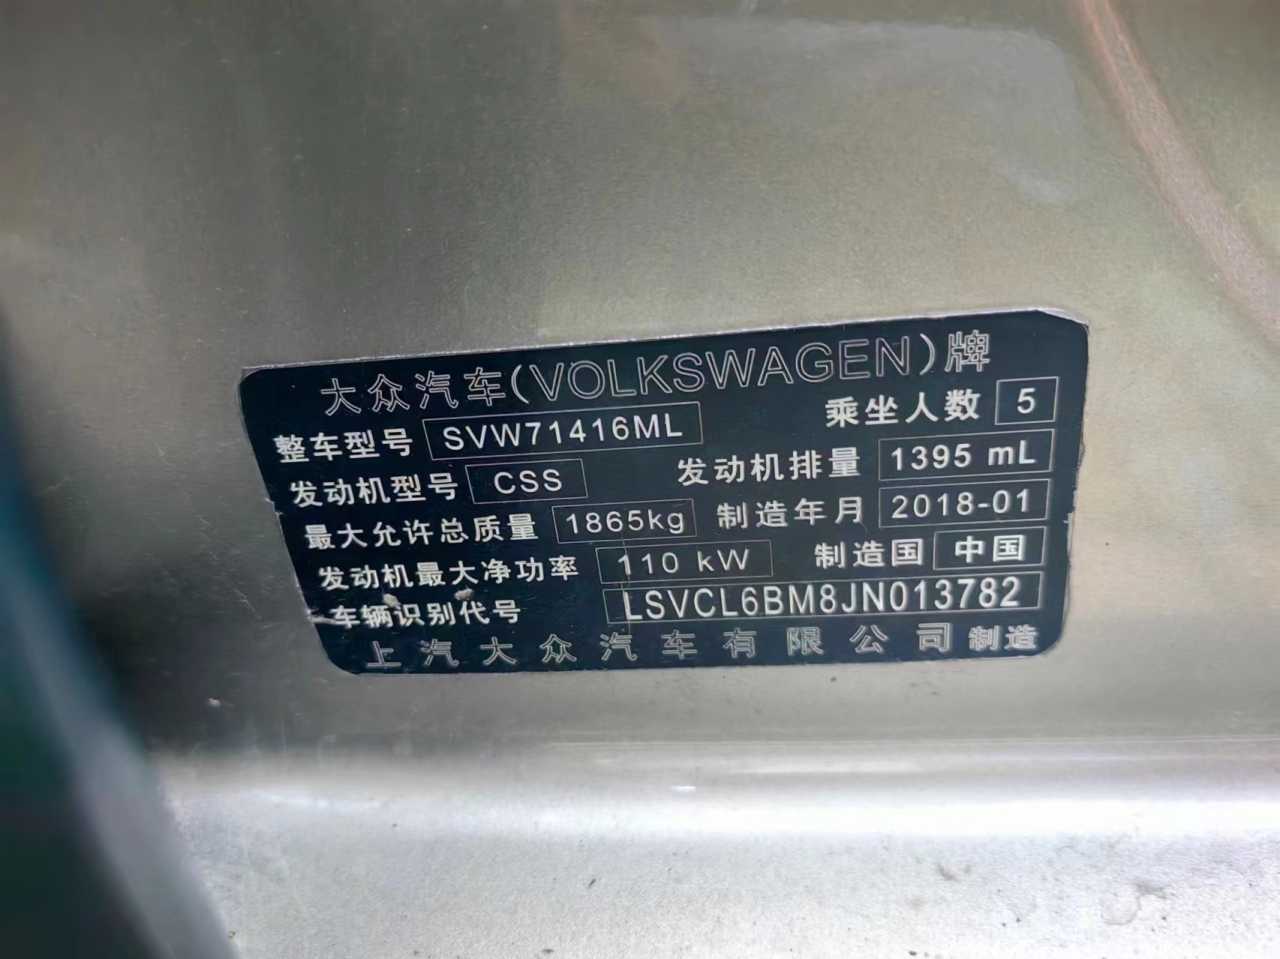 大众汽车(VOLKSWAGEN)牌
整车型号 SVW71416ML 乘坐人数 5
发动机型号 CSS 发动机排量 1395 mL
最大允许总质量 1865kg 制造年月 2018-01
发动机最大净功率 110 kW 制造国 中国
车辆识别代号 LSVCL6BM8JN013782
上汽大众汽车有限公司制造